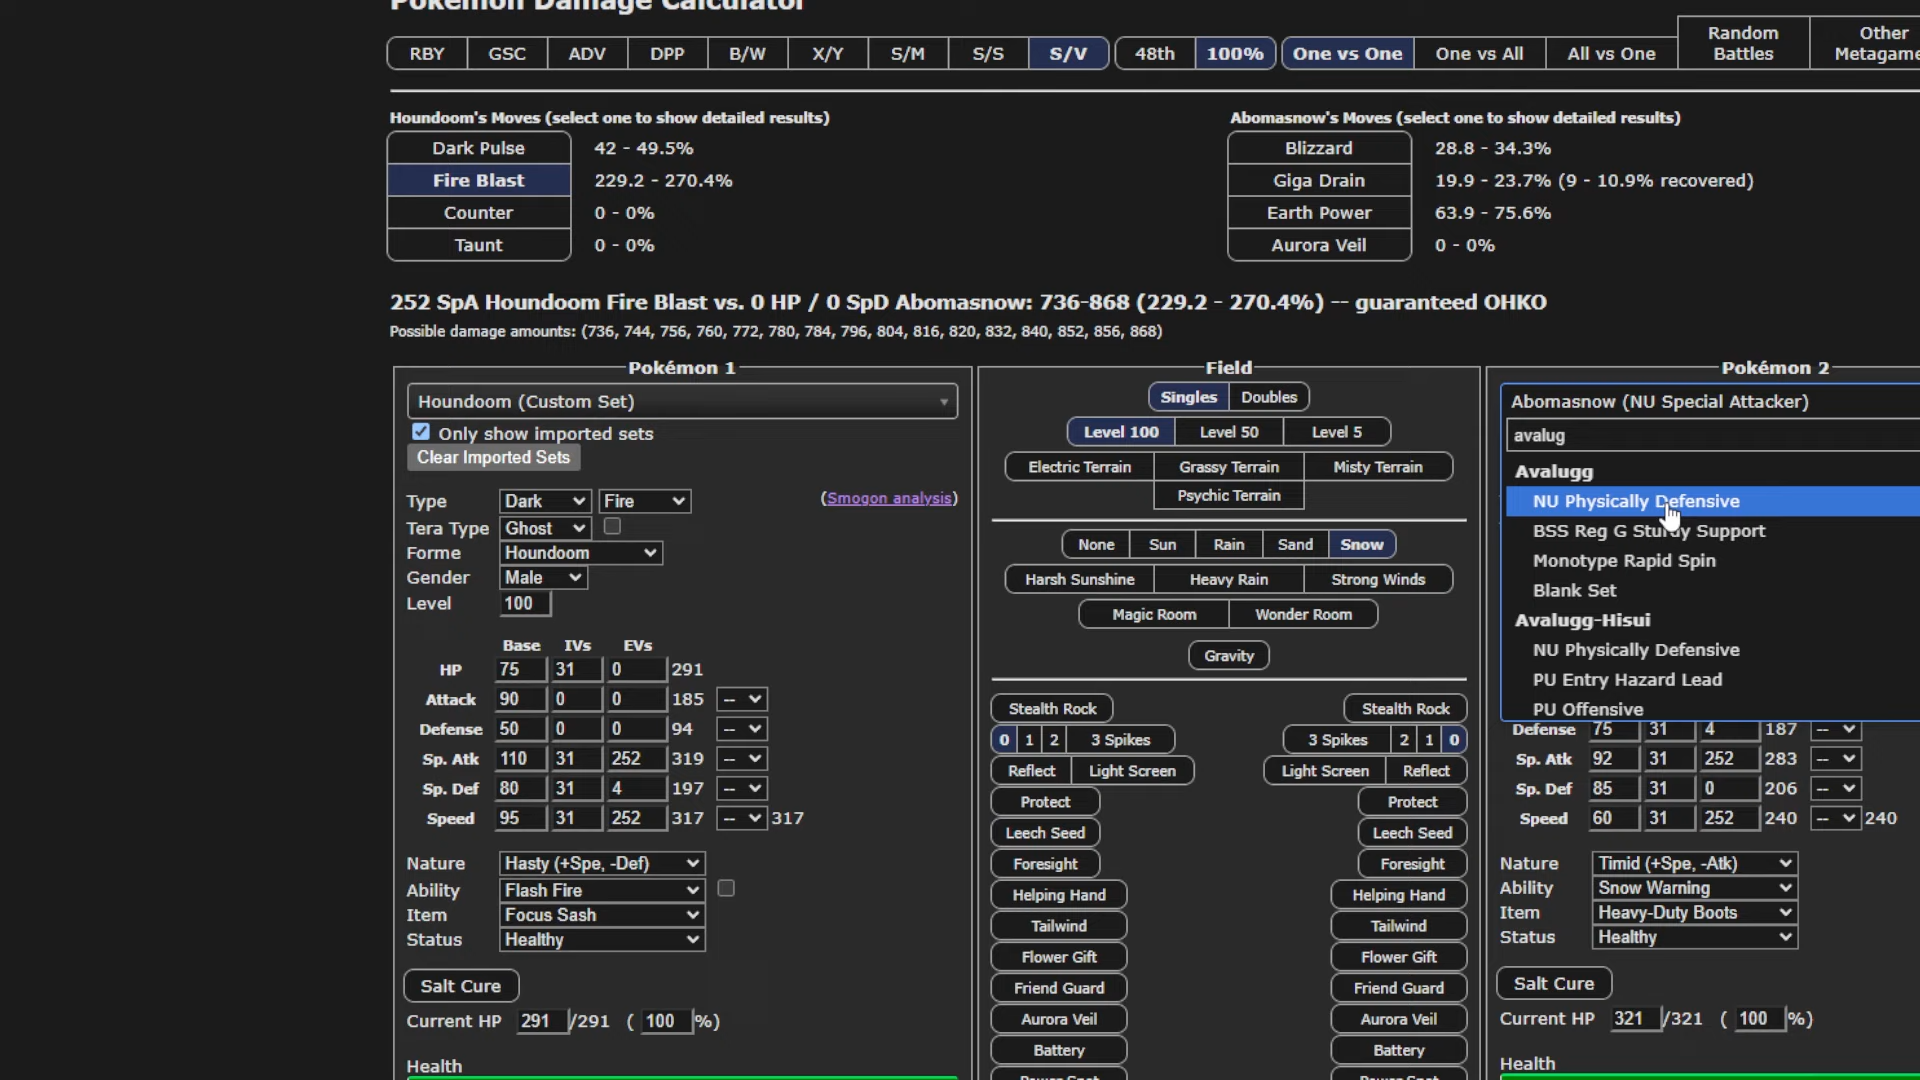 Pokémon Damage Calculator
RBY GSC ADV DPP B/W X/Y S/M S/S S/V 48th 100% One vs One One vs All All vs One Random Battles Other Metagame
Houndoom's Moves (select one to show detailed results)
Dark Pulse 42 - 49.5%
Fire Blast 229.2 - 270.4%
Counter 0 - 0%
Taunt 0 - 0%
Abomasnow's Moves (select one to show detailed results)
Blizzard 28.8 - 34.3%
Giga Drain 19.9 - 23.7% (9 - 10.9% recovered)
Earth Power 63.9 - 75.6%
Aurora Veil 0 - 0%
252 SpA Houndoom Fire Blast vs. 0 HP / 0 SpD Abomasnow: 736-868 (229.2 - 270.4%) -- guaranteed OHKO
Possible damage amounts: (736, 744, 756, 760, 772, 780, 784, 796, 804, 816, 820, 832, 840, 852, 856, 868)
Pokémon 1
Houndoom (Custom Set)
Only show imported sets
Clear Imported Sets
Type Dark Fire (Smogon analysis)
Tera Type Ghost
Forme Houndoom
Gender Male
Level 100
Base IVs EVs
HP 75 31 0 291
Attack 90 0 0 185 --
Defense 50 0 0 94 --
Sp. Atk 110 31 252 319 --
Sp. Def 80 31 4 197 --
Speed 95 31 252 317 -- 317
Nature Hasty (+Spe, -Def)
Ability Flash Fire
Item Focus Sash
Status Healthy
Salt Cure
Current HP 291/291 ( 100 %)
Health
Field
Singles Doubles
Level 100 Level 50 Level 5
Electric Terrain Grassy Terrain Misty Terrain
Psychic Terrain
None Sun Rain Sand Snow
Harsh Sunshine Heavy Rain Strong Winds
Magic Room Wonder Room
Gravity
Stealth Rock Stealth Rock
0 1 2 3 Spikes 3 Spikes 2 1 0
Reflect Light Screen Light Screen Reflect
Protect Protect
Leech Seed Leech Seed
Foresight Foresight
Helping Hand Helping Hand
Tailwind Tailwind
Flower Gift Flower Gift
Friend Guard Friend Guard
Aurora Veil Aurora Veil
Battery Battery
Power Spot Power Spot
Pokémon 2
Abomasnow (NU Special Attacker)
avalug
Avalugg
NU Physically Defensive
BSS Reg G Sturdy Support
Monotype Rapid Spin
Blank Set
Avalugg-Hisui
NU Physically Defensive
PU Entry Hazard Lead
PU Offensive
Defense 75 31 4 187 --
Sp. Atk 92 31 252 283 --
Sp. Def 85 31 0 206 --
Speed 60 31 252 240 -- 240
Nature Timid (+Spe, -Atk)
Ability Snow Warning
Item Heavy-Duty Boots
Status Healthy
Salt Cure
Current HP 321/321 ( 100 %)
Health